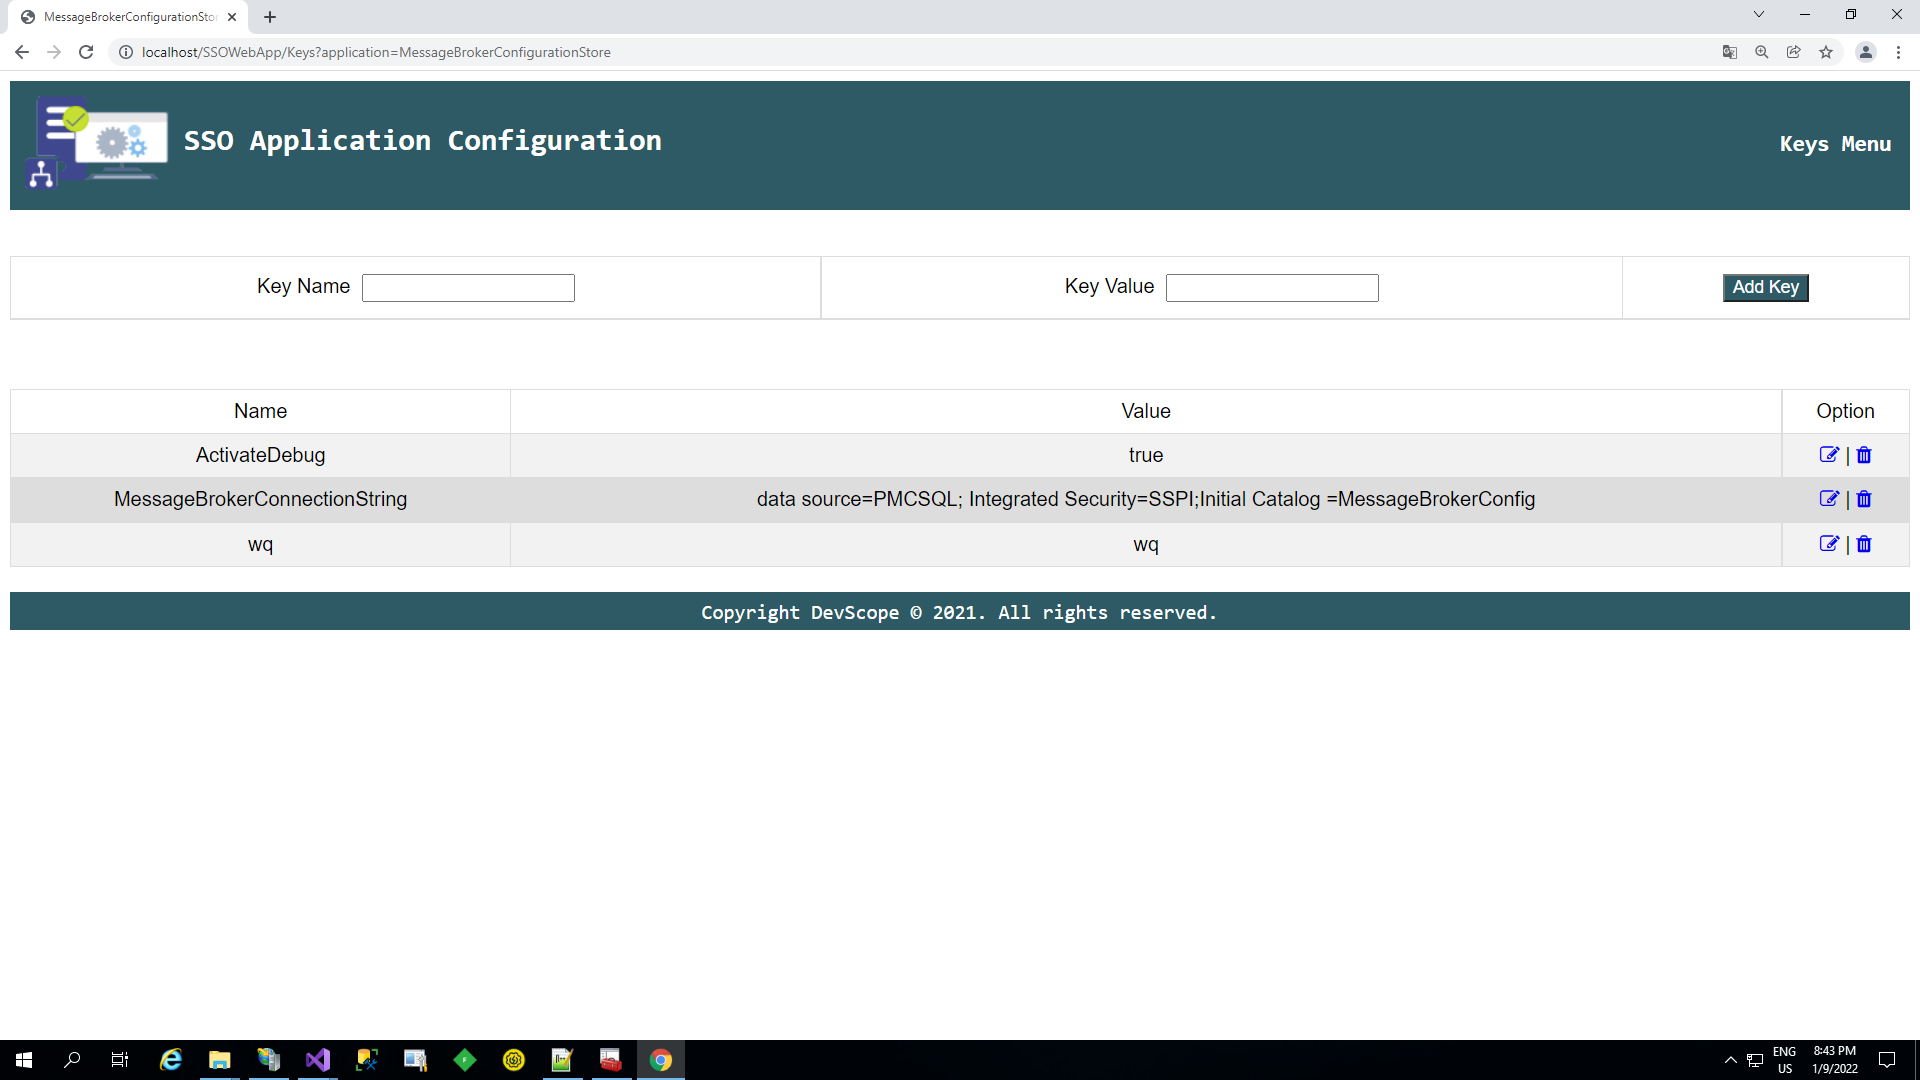 MessageBrokerConfigurationSto
localhost/SSOWebApp/Keys?application=MessageBrokerConfigurationStore
SSO Application Configuration
Keys Menu
Key Name
Key Value
Add Key
Name Value Option
ActivateDebug true |
MessageBrokerConnectionString data source=PMCSQL; Integrated Security=SSPI;Initial Catalog =MessageBrokerConfig |
wq wq |
Copyright DevScope © 2021. All rights reserved.
ENG 8:43 PM
US 1/9/2022